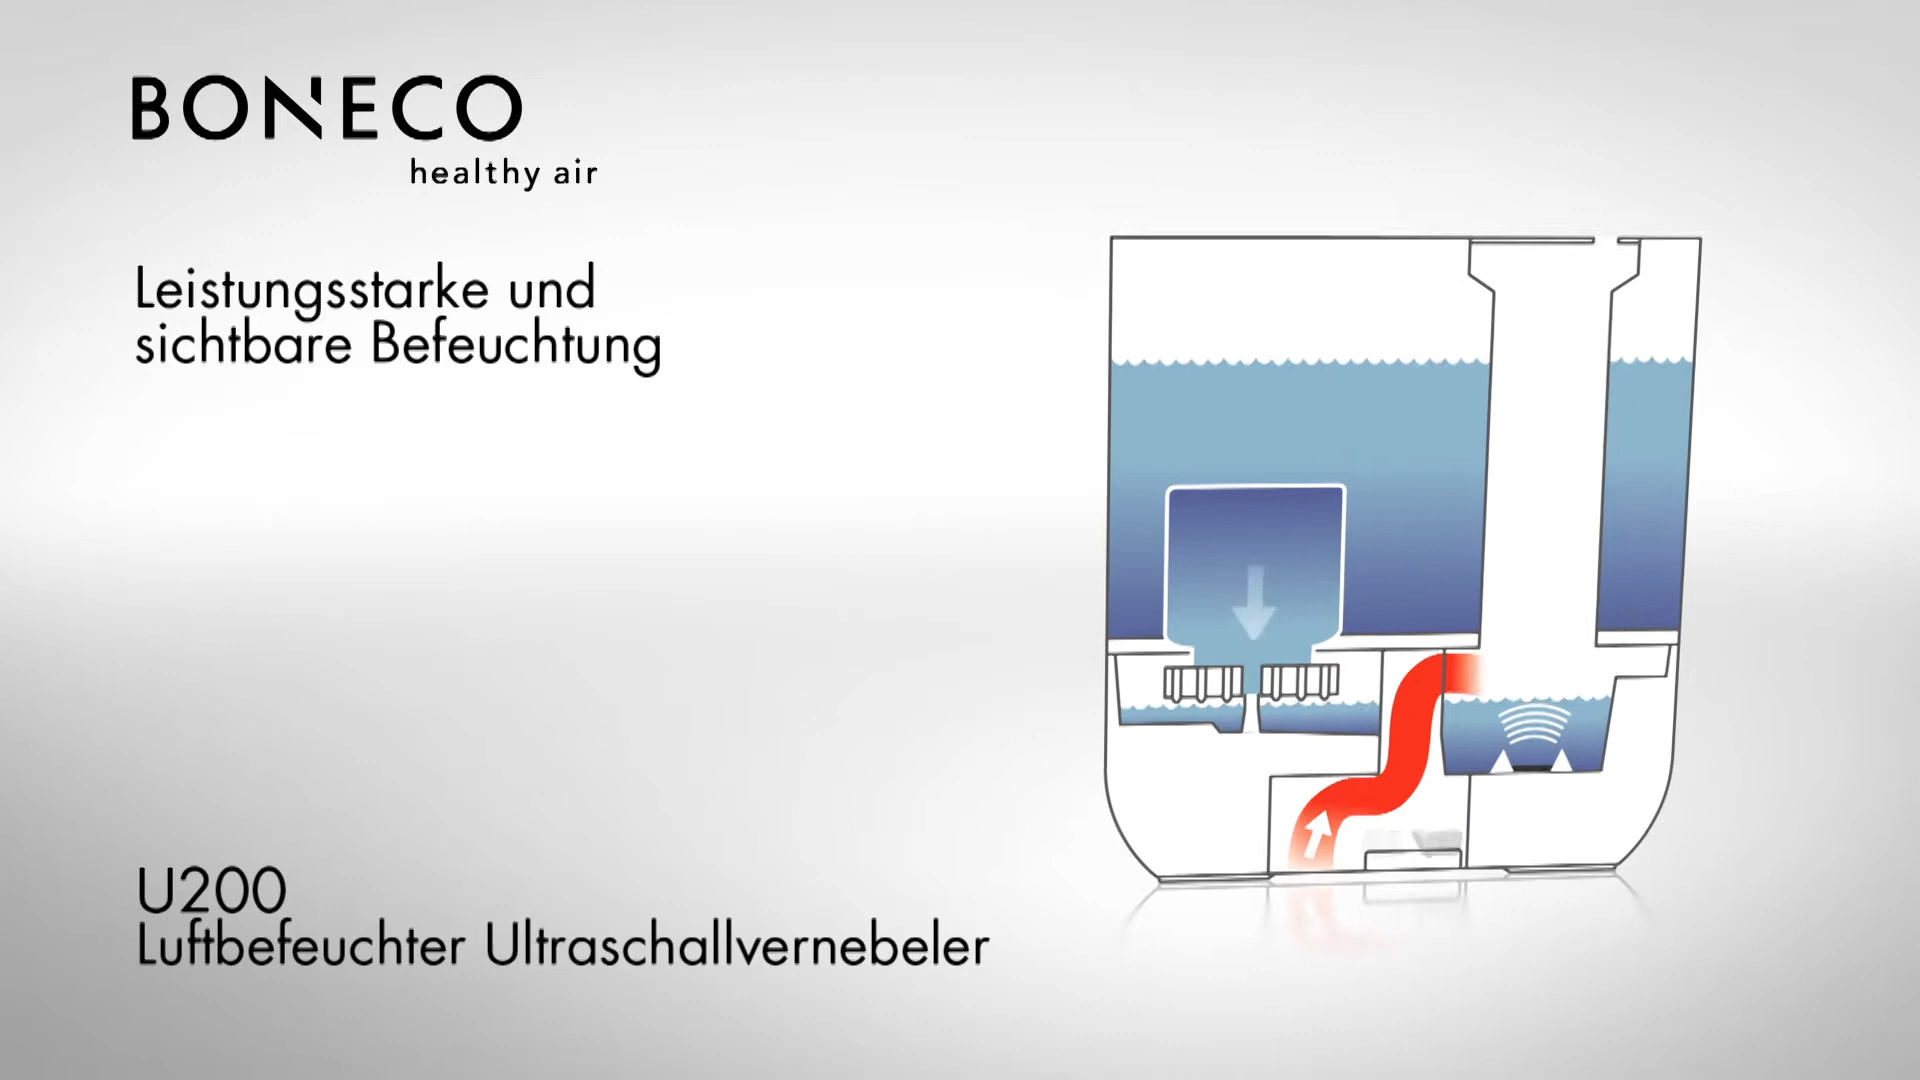 BONECO
healthy air
Leistungsstarke und
sichtbare Befeuchtung
U200
Luftbefeuchter Ultraschallvernebeler